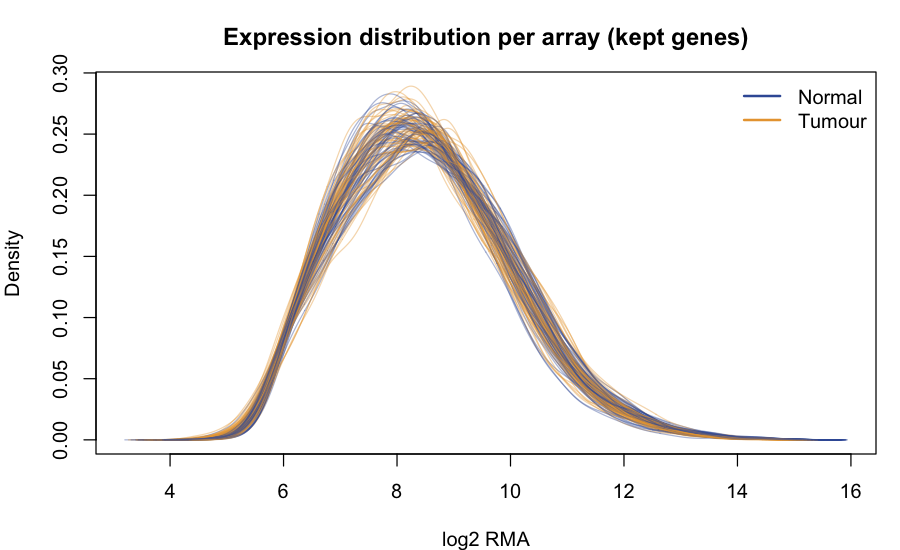 Expression distribution per array (kept genes)
Normal
Tumour
Density
0.30
0.25
0.20
0.15
0.10
0.05
0.00
4 6 8 10 12 14 16
log2 RMA